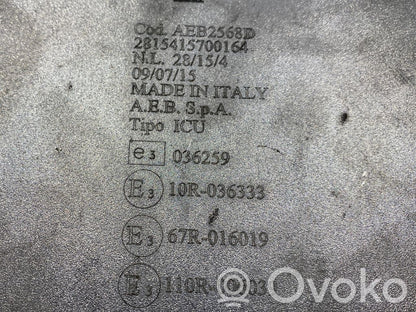 Cod. AEB2568D
2815415700164
N.L. 28/15/4
09/07/15
MADE IN ITALY
A.E.B. S.p.A.
Tipo ICU
e3 036259
E3 10R-036333
E3 67R-016019
E3
Ovoko